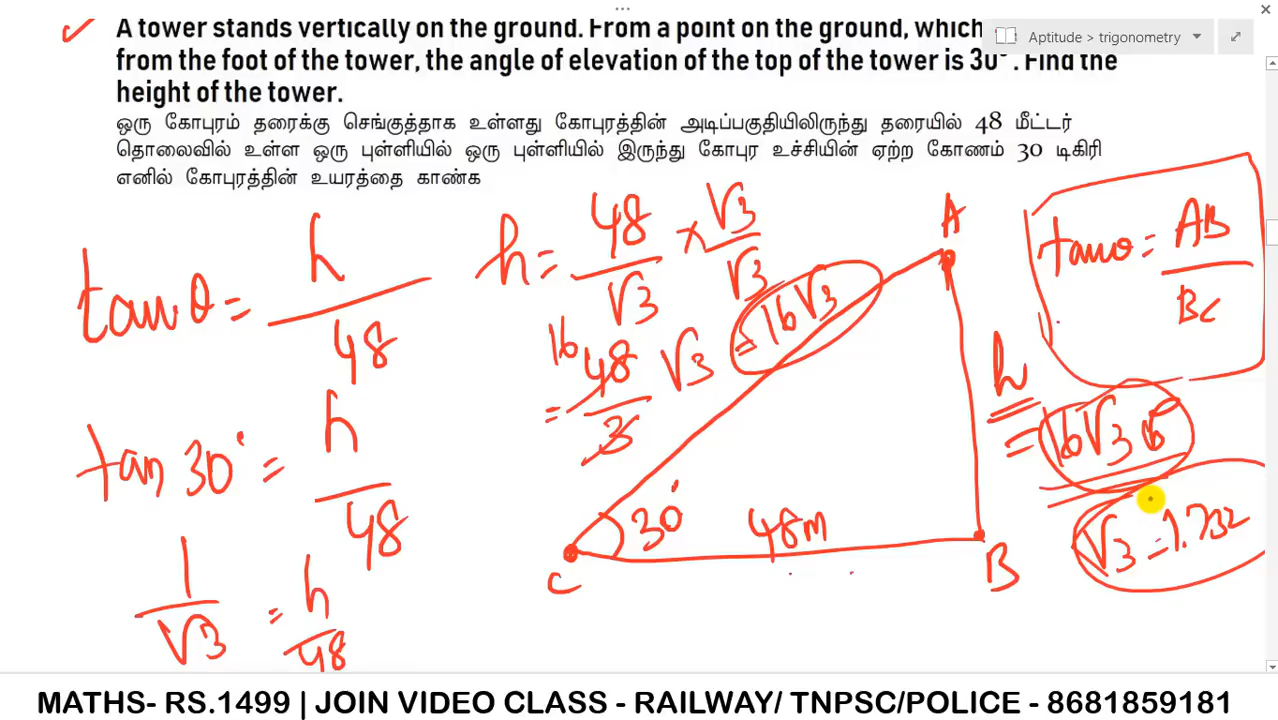 A tower stands vertically on the ground. From a point on the ground, which
Aptitude > trigonometry
from the foot of the tower, the angle of elevation of the top of the tower is 30°. Find the
height of the tower.
ஒரு கோபுரம் தரைக்கு செங்குத்தாக உள்ளது கோபுரத்தின் அடிப்பகுதியிலிருந்து தரையில் 48 மீட்டர்
தொலைவில் உள்ள ஒரு புள்ளியில் ஒரு புள்ளியில் இருந்து கோபுர உச்சியின் ஏற்ற கோணம் 30 டிகிரி
எனில் கோபுரத்தின் உயரத்தை காண்க
tanθ = h/48
tan 30° = h/48
1/√3 = h/48
h = 48/√3 × √3/√3
= 48/3 √3 = 16√3
16
A
tanθ = AB/BC
h
= 16√3
√3 = 1.732
30°
48m
C
B
MATHS- RS.1499 | JOIN VIDEO CLASS - RAILWAY/ TNPSC/POLICE - 8681859181